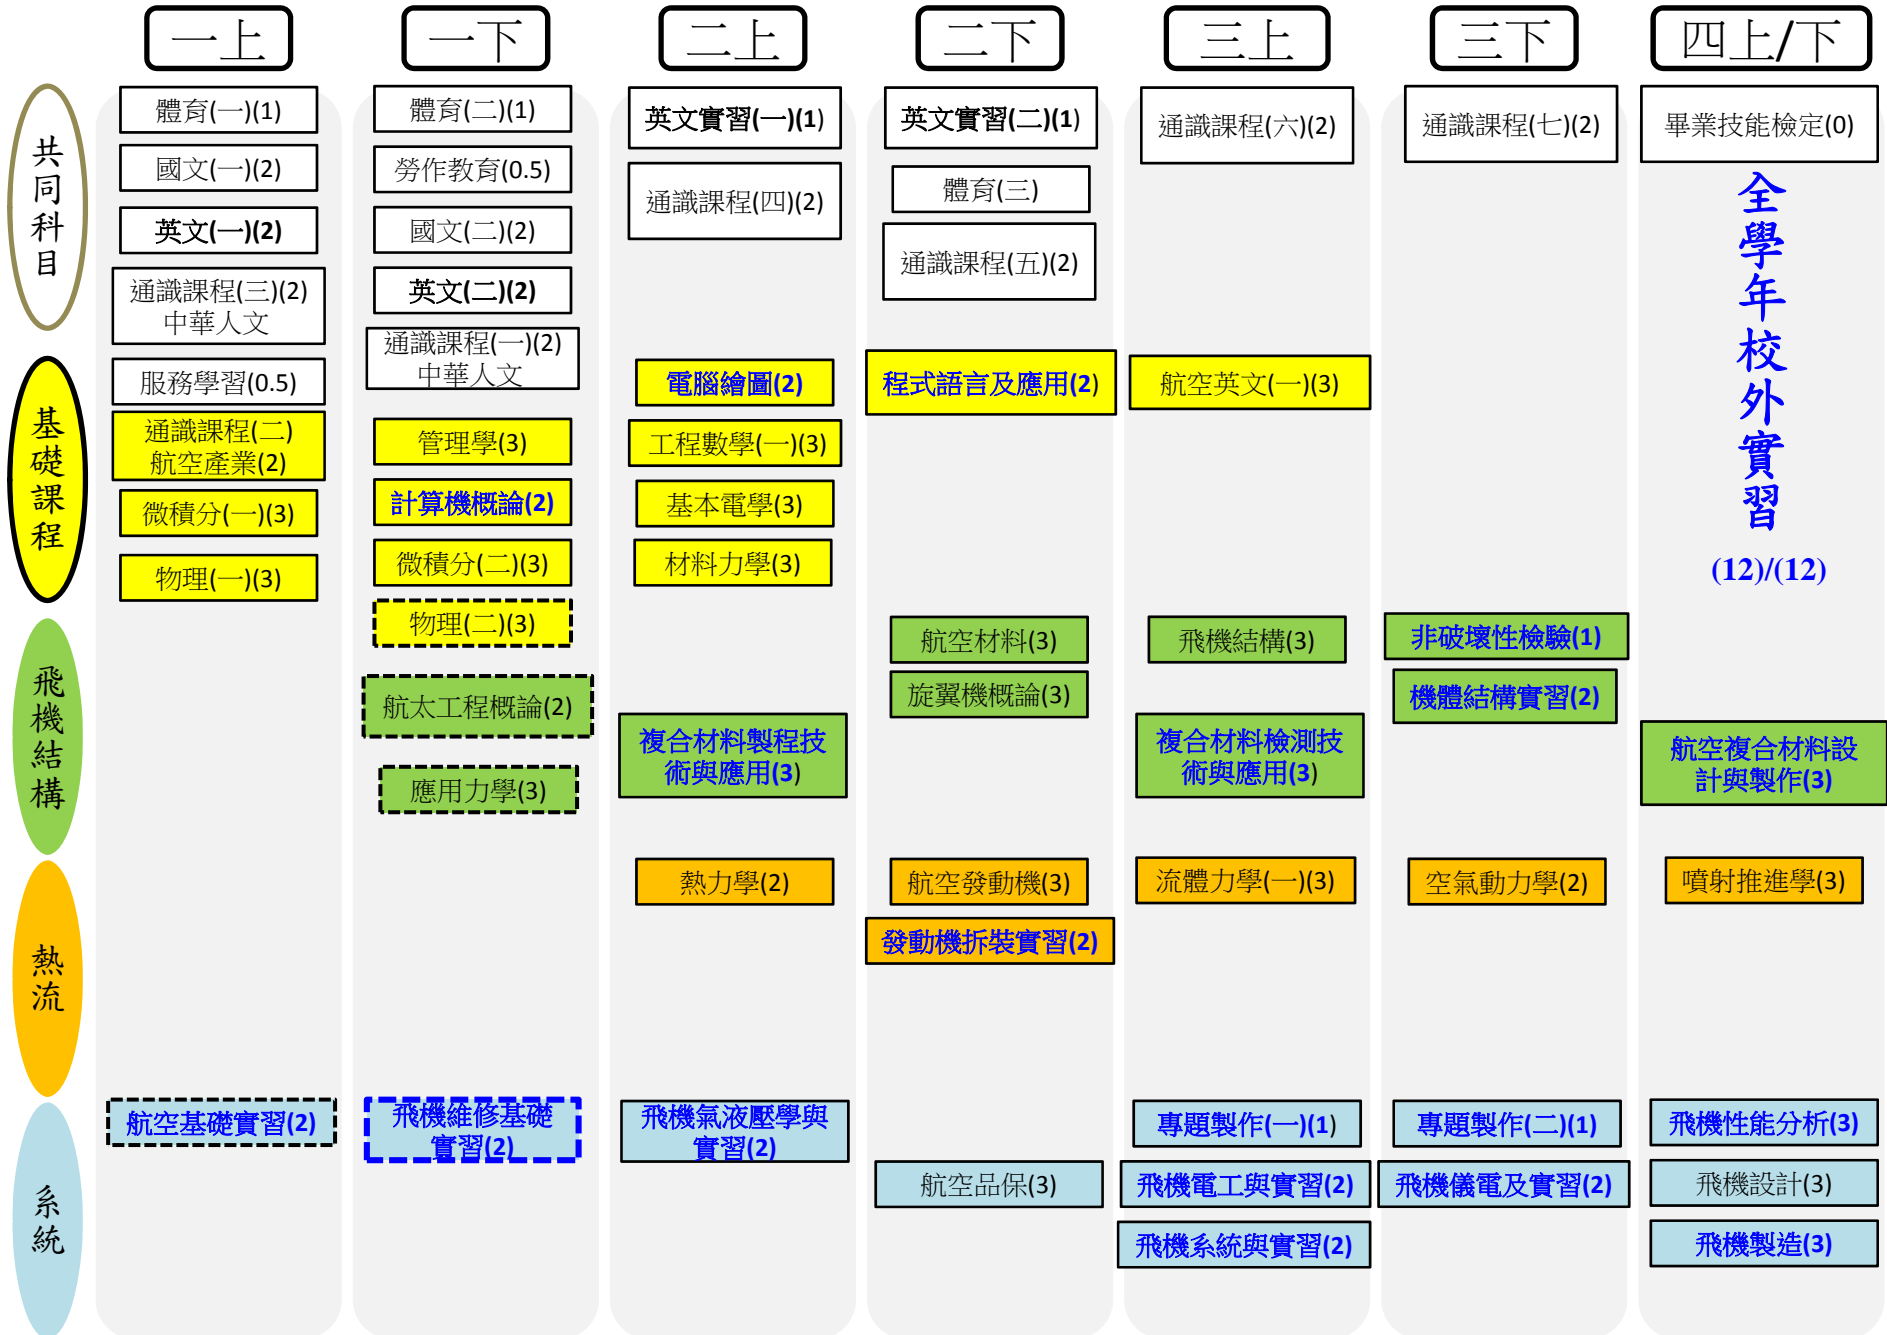 一上
一下
二上
二下
三上
三下
四上/下
共同科目
基礎課程
飛機結構
熱流
系統
體育(一)(1)
國文(一)(2)
英文(一)(2)
通識課程(三)(2)
中華人文
服務學習(0.5)
通識課程(二)
航空產業(2)
微積分(一)(3)
物理(一)(3)
航空基礎實習(2)
體育(二)(1)
勞作教育(0.5)
國文(二)(2)
英文(二)(2)
通識課程(一)(2)
中華人文
管理學(3)
計算機概論(2)
微積分(二)(3)
物理(二)(3)
航太工程概論(2)
應用力學(3)
飛機維修基礎
實習(2)
英文實習(一)(1)
通識課程(四)(2)
電腦繪圖(2)
工程數學(一)(3)
基本電學(3)
材料力學(3)
複合材料製程技
術與應用(3)
熱力學(2)
飛機氣液壓學與
實習(2)
英文實習(二)(1)
體育(三)
通識課程(五)(2)
程式語言及應用(2)
航空材料(3)
旋翼機概論(3)
航空發動機(3)
發動機拆裝實習(2)
航空品保(3)
通識課程(六)(2)
航空英文(一)(3)
飛機結構(3)
複合材料檢測技
術與應用(3)
流體力學(一)(3)
專題製作(一)(1)
飛機電工與實習(2)
飛機系統與實習(2)
通識課程(七)(2)
非破壞性檢驗(1)
機體結構實習(2)
空氣動力學(2)
專題製作(二)(1)
飛機儀電及實習(2)
畢業技能檢定(0)
全學年校外實習
(12)/(12)
航空複合材料設
計與製作(3)
噴射推進學(3)
飛機性能分析(3)
飛機設計(3)
飛機製造(3)